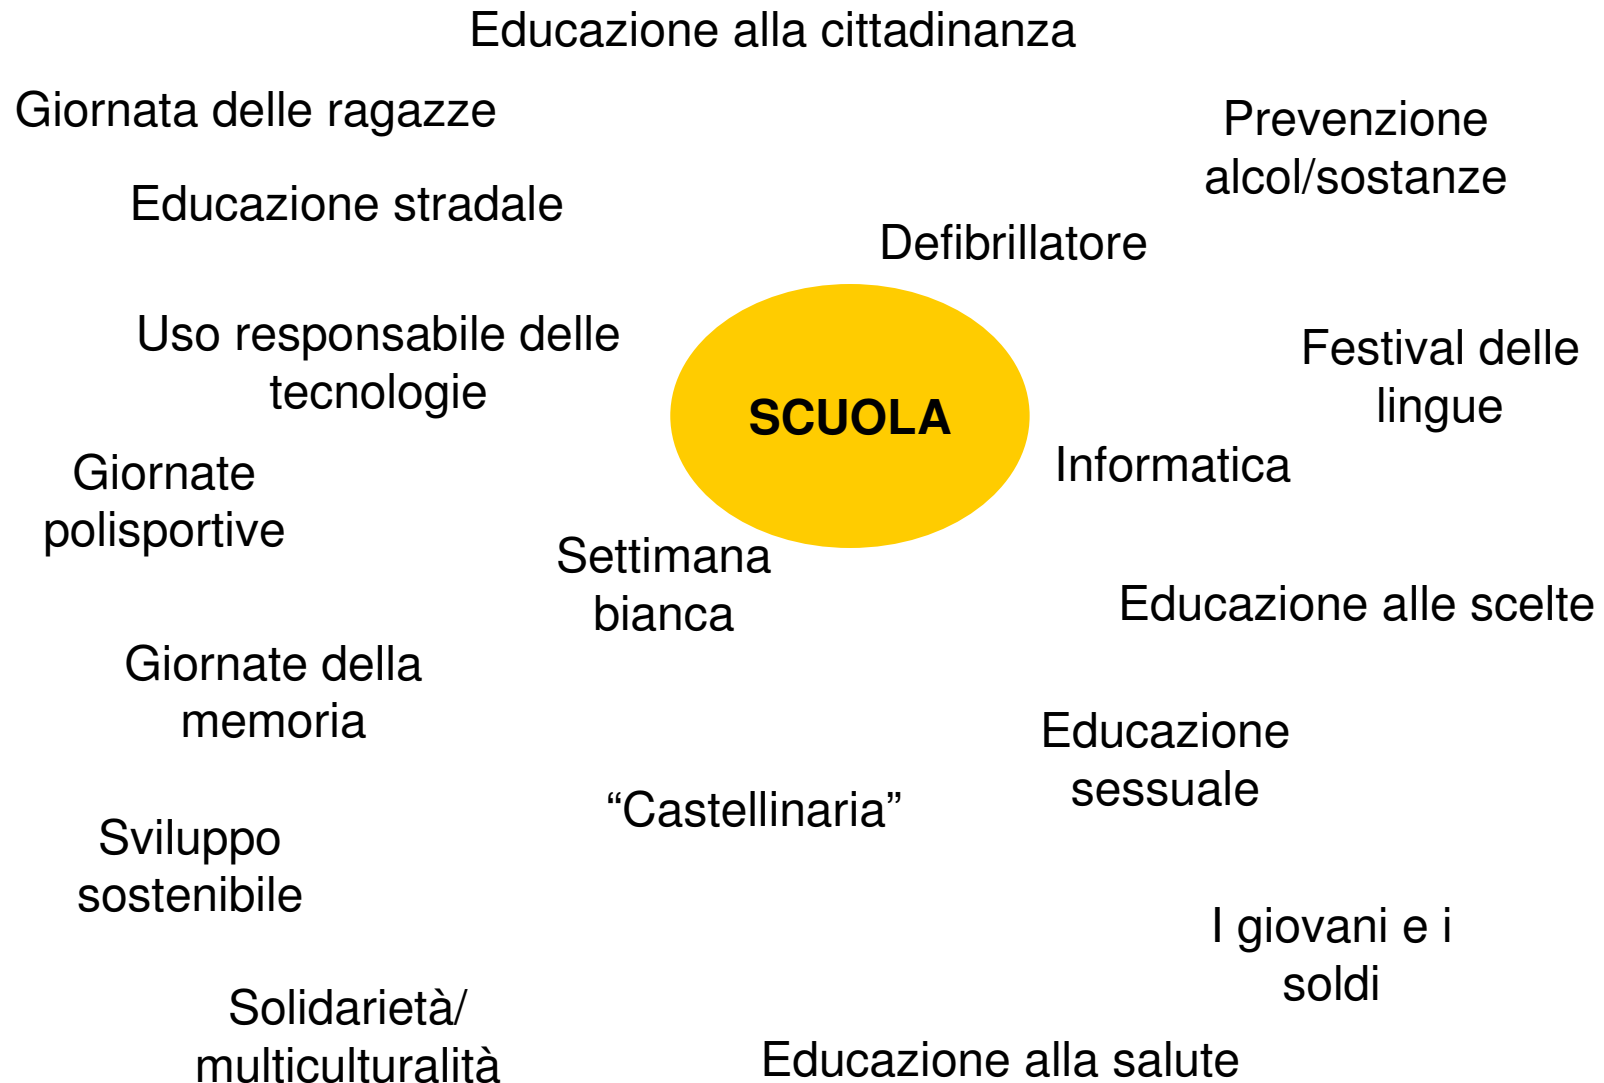 Educazione alla cittadinanza
Giornata delle ragazze
Prevenzione
alcol/sostanze
Educazione stradale
Defibrillatore
Uso responsabile delle
tecnologie
Festival delle
lingue
SCUOLA
Informatica
Giornate
polisportive
Settimana
bianca
Educazione alle scelte
Giornate della
memoria
Educazione
sessuale
“Castellinaria”
Sviluppo
sostenibile
I giovani e i
soldi
Solidarietà/
multiculturalità
Educazione alla salute